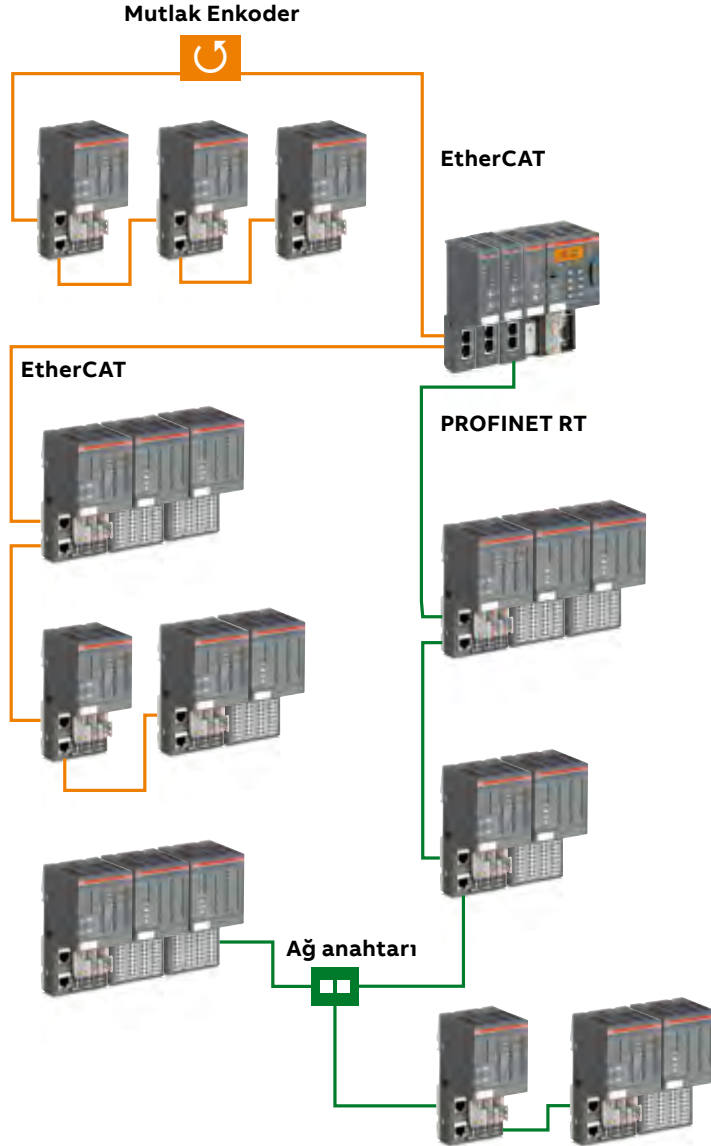 Mutlak Enkoder
EtherCAT
EtherCAT
PROFINET RT
Ağ anahtarı